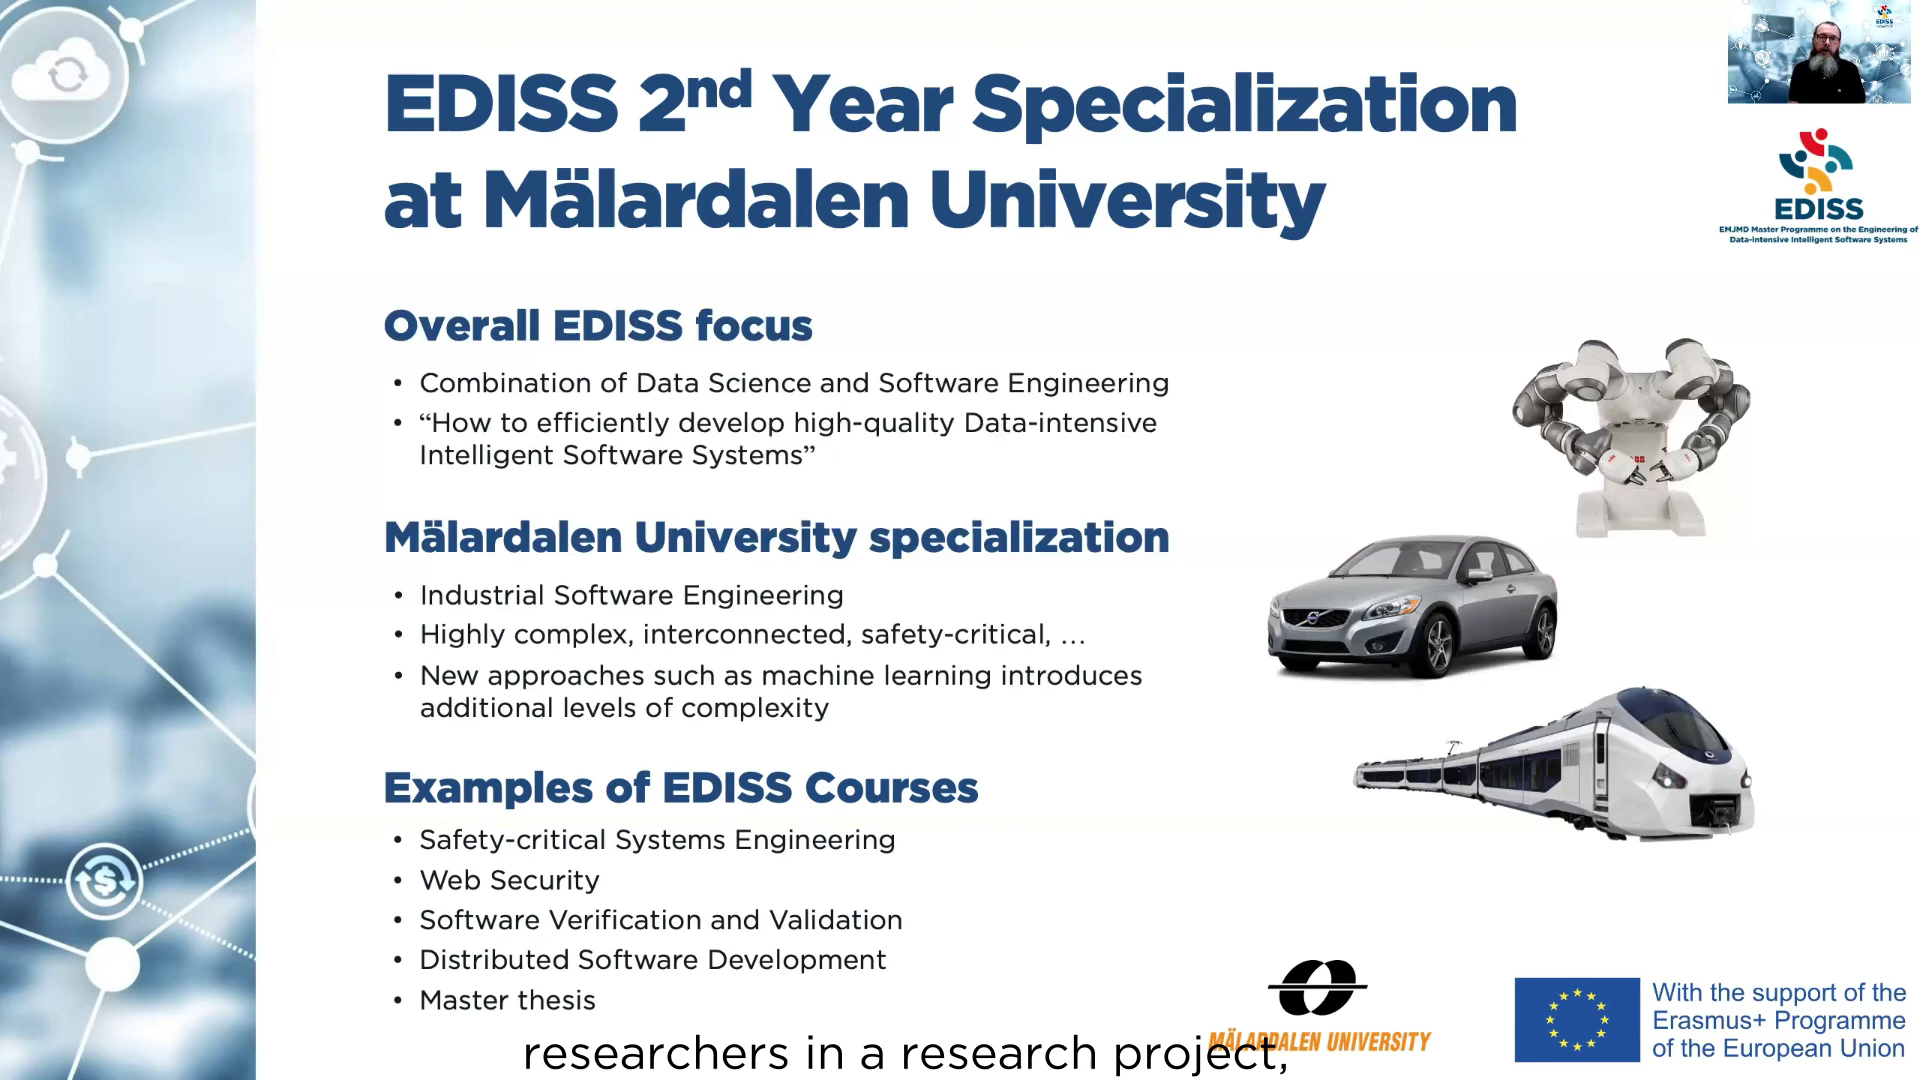 EDISS 2nd Year Specialization
at Mälardalen University
EDISS
EMJMD Master Programme on the Engineering of
Data-intensive Intelligent Software Systems
Overall EDISS focus
• Combination of Data Science and Software Engineering
• “How to efficiently develop high-quality Data-intensive
Intelligent Software Systems”
Mälardalen University specialization
• Industrial Software Engineering
• Highly complex, interconnected, safety-critical, …
• New approaches such as machine learning introduces
additional levels of complexity
Examples of EDISS Courses
• Safety-critical Systems Engineering
• Web Security
• Software Verification and Validation
• Distributed Software Development
• Master thesis
MÄLARDALEN UNIVERSITY
With the support of the
Erasmus+ Programme
of the European Union
researchers in a research project,